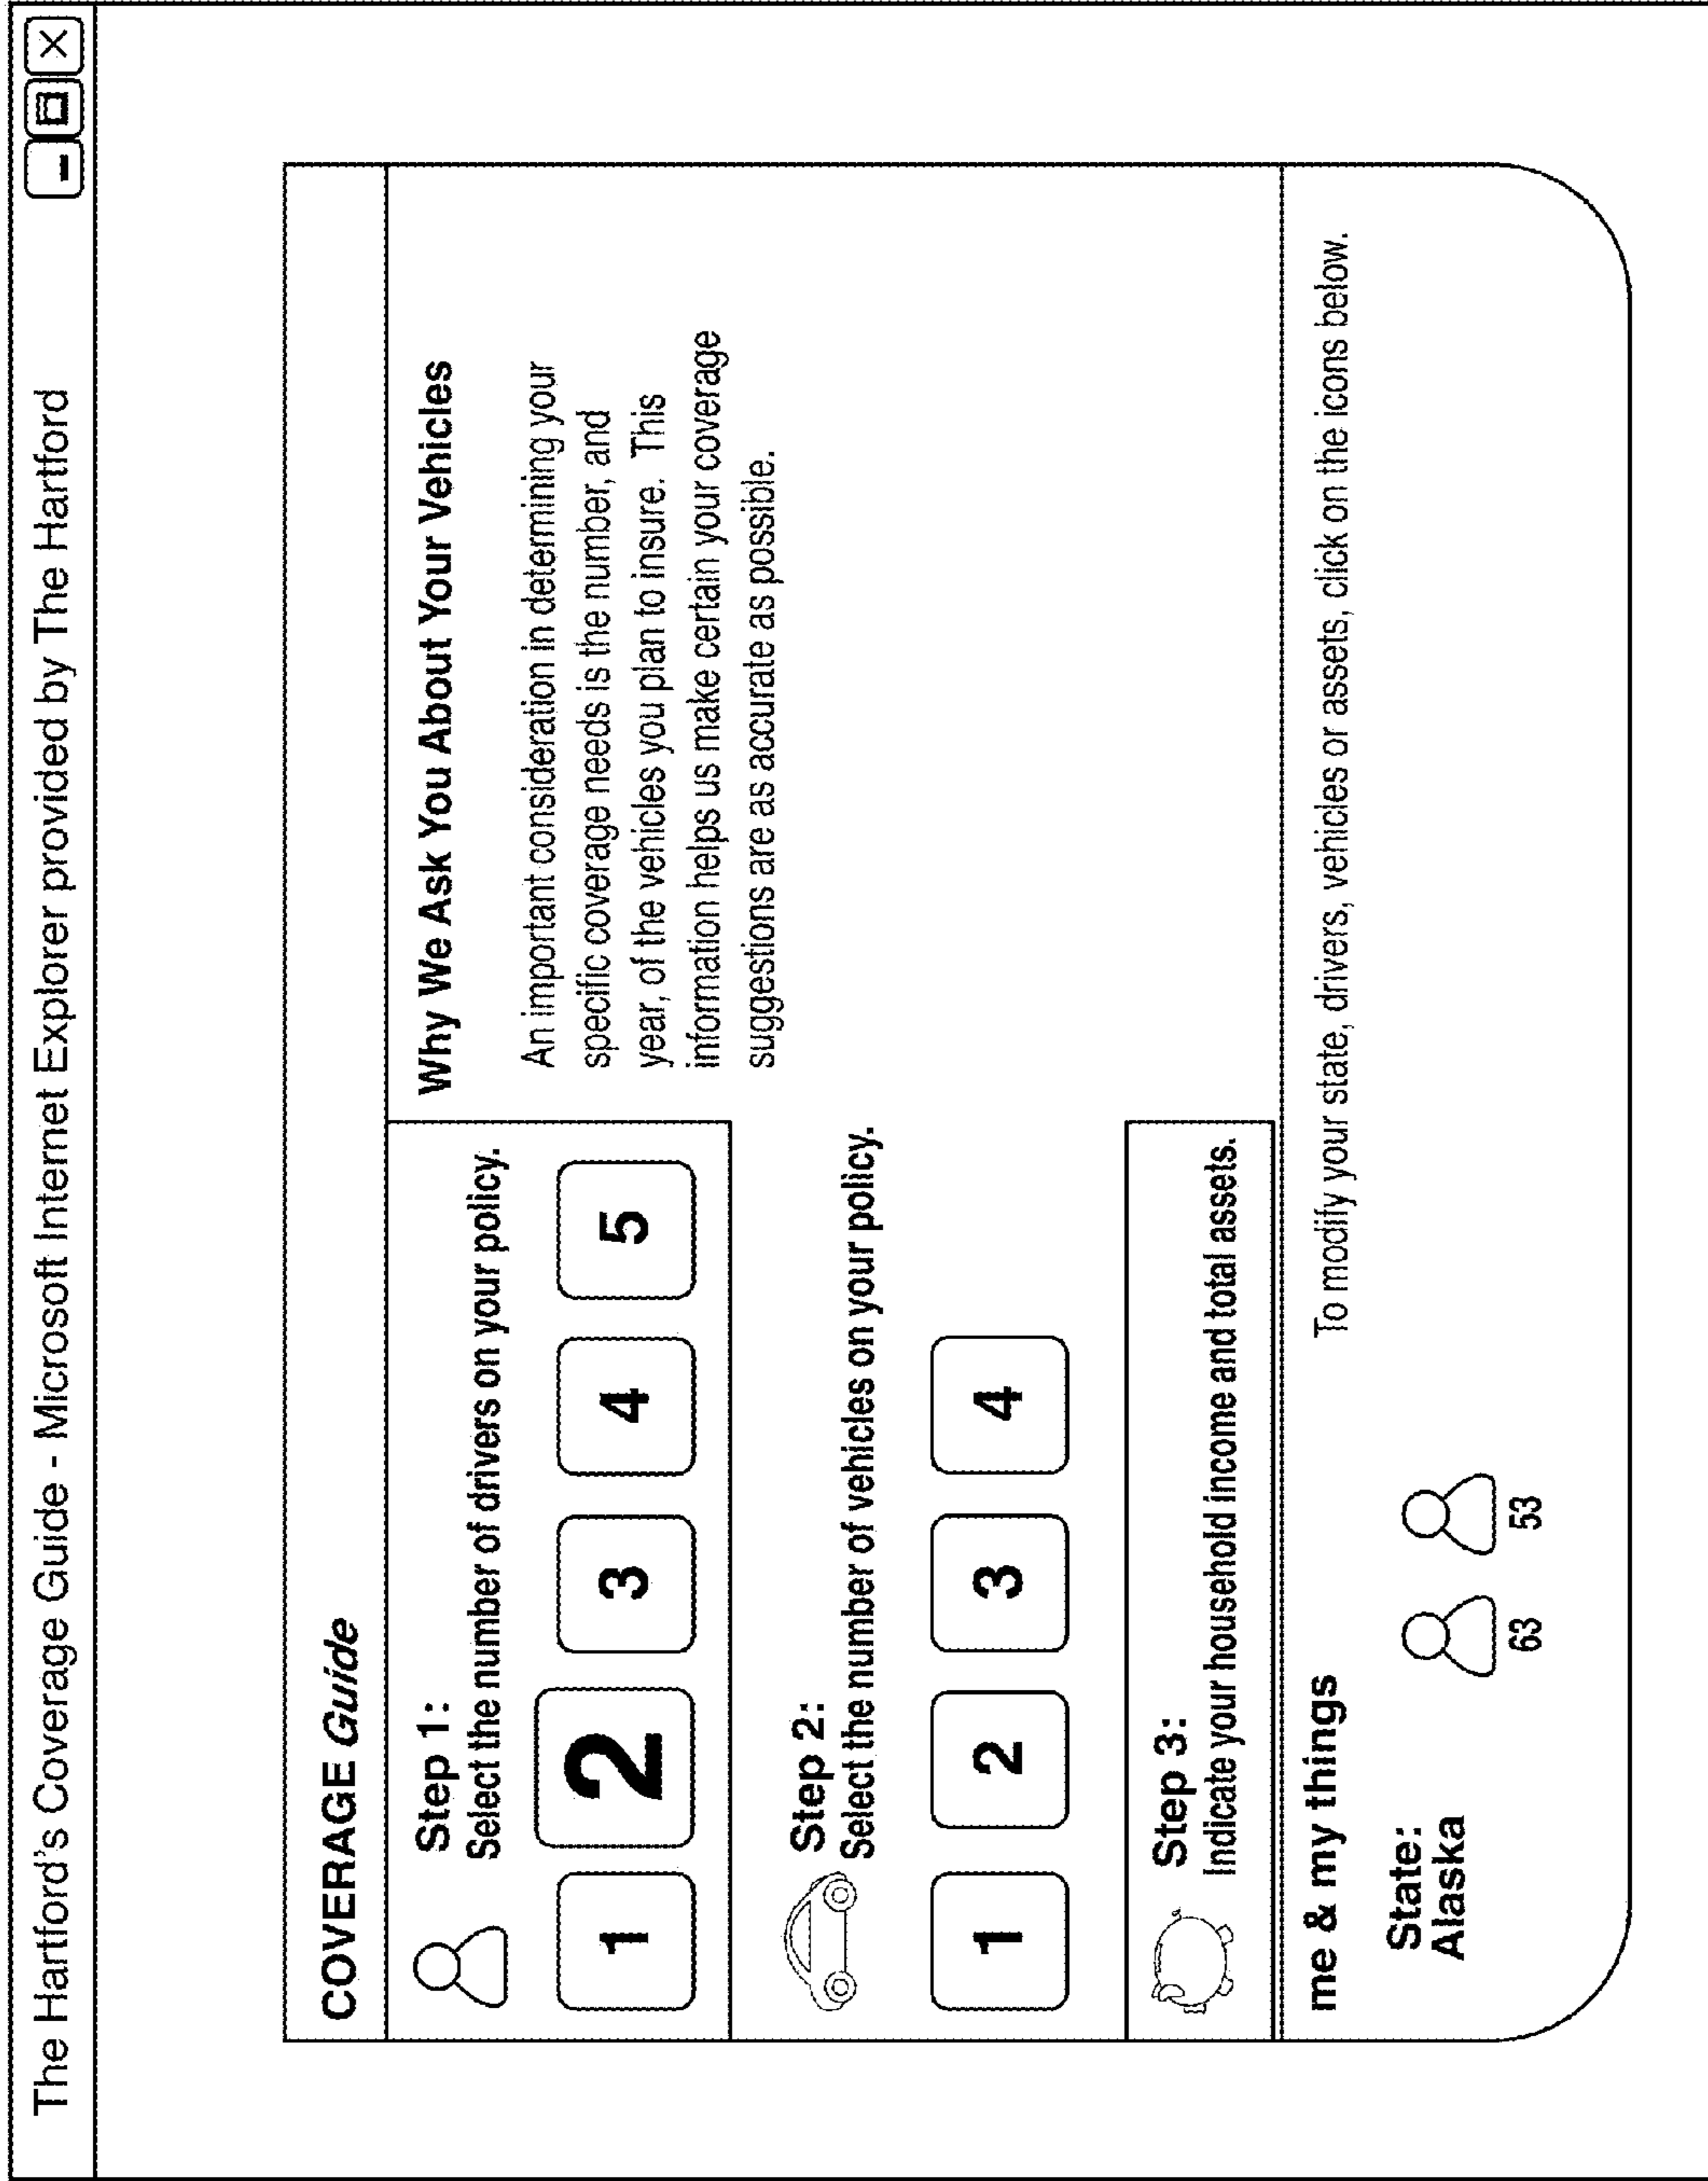 The Hartford's Coverage Guide - Microsoft Internet Explorer provided by The Hartford
COVERAGE Guide
Step 1:
Select the number of drivers on your policy.
1 2 3 4 5
Step 2:
Select the number of vehicles on your policy.
1 2 3 4
Step 3:
Indicate your household income and total assets.
Why We Ask You About Your Vehicles
An important consideration in determining your
specific coverage needs is the number, and
year, of the vehicles you plan to insure. This
information helps us make certain your coverage
suggestions are as accurate as possible.
me & my things
To modify your state, drivers, vehicles or assets, click on the icons below.
State:
Alaska
63 53